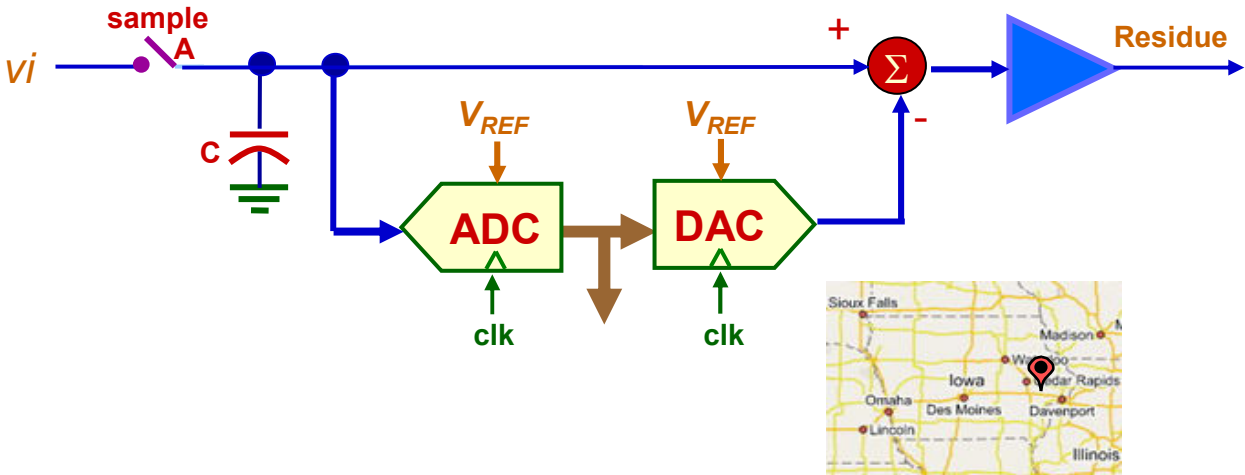 sample
A
vi
+
Σ
Residue
-
C
VREF
VREF
ADC
DAC
clk
clk
Sioux Falls
Madison
Iowa
Cedar Rapids
Omaha
Des Moines
Davenport
Lincoln
Illinois